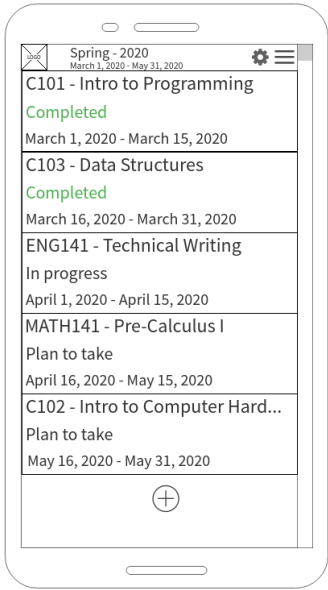 LOGO
Spring - 2020
March 1, 2020 - May 31, 2020
C101 - Intro to Programming
Completed
March 1, 2020 - March 15, 2020
C103 - Data Structures
Completed
March 16, 2020 - March 31, 2020
ENG141 - Technical Writing
In progress
April 1, 2020 - April 15, 2020
MATH141 - Pre-Calculus I
Plan to take
April 16, 2020 - May 15, 2020
C102 - Intro to Computer Hard...
Plan to take
May 16, 2020 - May 31, 2020